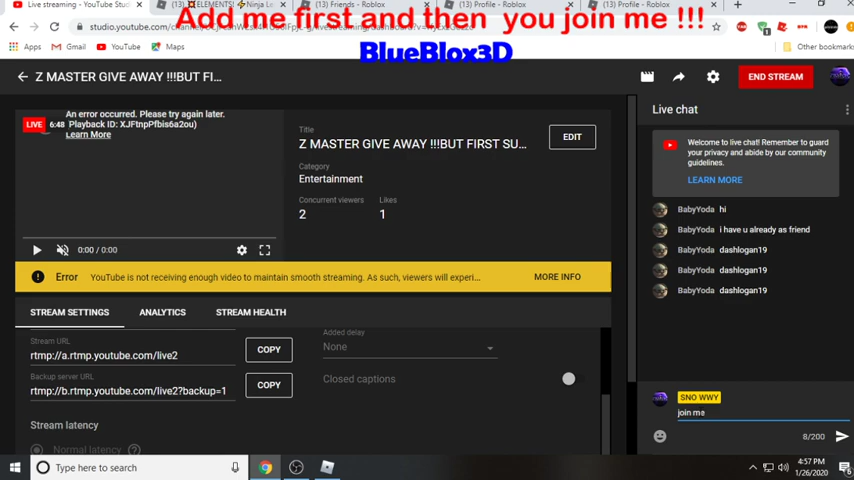 Live streaming - YouTube Studio
ELEMENTS! Ninja Le
(13) Friends - Roblox
(13) Profile - Roblox
(13) Profile - Roblox
Add me first and then you join me !!!
BlueBlox3D
Apps
Gmail
YouTube
Maps
Other bookmarks
Z MASTER GIVE AWAY !!!BUT FI...
END STREAM
An error occurred. Please try again later.
LIVE 6:48 Playback ID: XJFtnpPfbis6a2ou)
Learn More
0:00 / 0:00
Title
Z MASTER GIVE AWAY !!!BUT FIRST SU...
EDIT
Category
Entertainment
Concurrent viewers
2
Likes
1
Error YouTube is not receiving enough video to maintain smooth streaming. As such, viewers will experi... MORE INFO
STREAM SETTINGS ANALYTICS STREAM HEALTH
Stream URL
rtmp://a.rtmp.youtube.com/live2
COPY
Backup server URL
rtmp://b.rtmp.youtube.com/live2?backup=1
COPY
Added delay
None
Closed captions
Stream latency
Normal latency
Live chat
Welcome to live chat! Remember to guard
your privacy and abide by our community
guidelines.
LEARN MORE
BabyYoda hi
BabyYoda i have u already as friend
BabyYoda dashlogan19
BabyYoda dashlogan19
BabyYoda dashlogan19
SNO WWY
join me
8/200
Type here to search
4:57 PM
1/26/2020